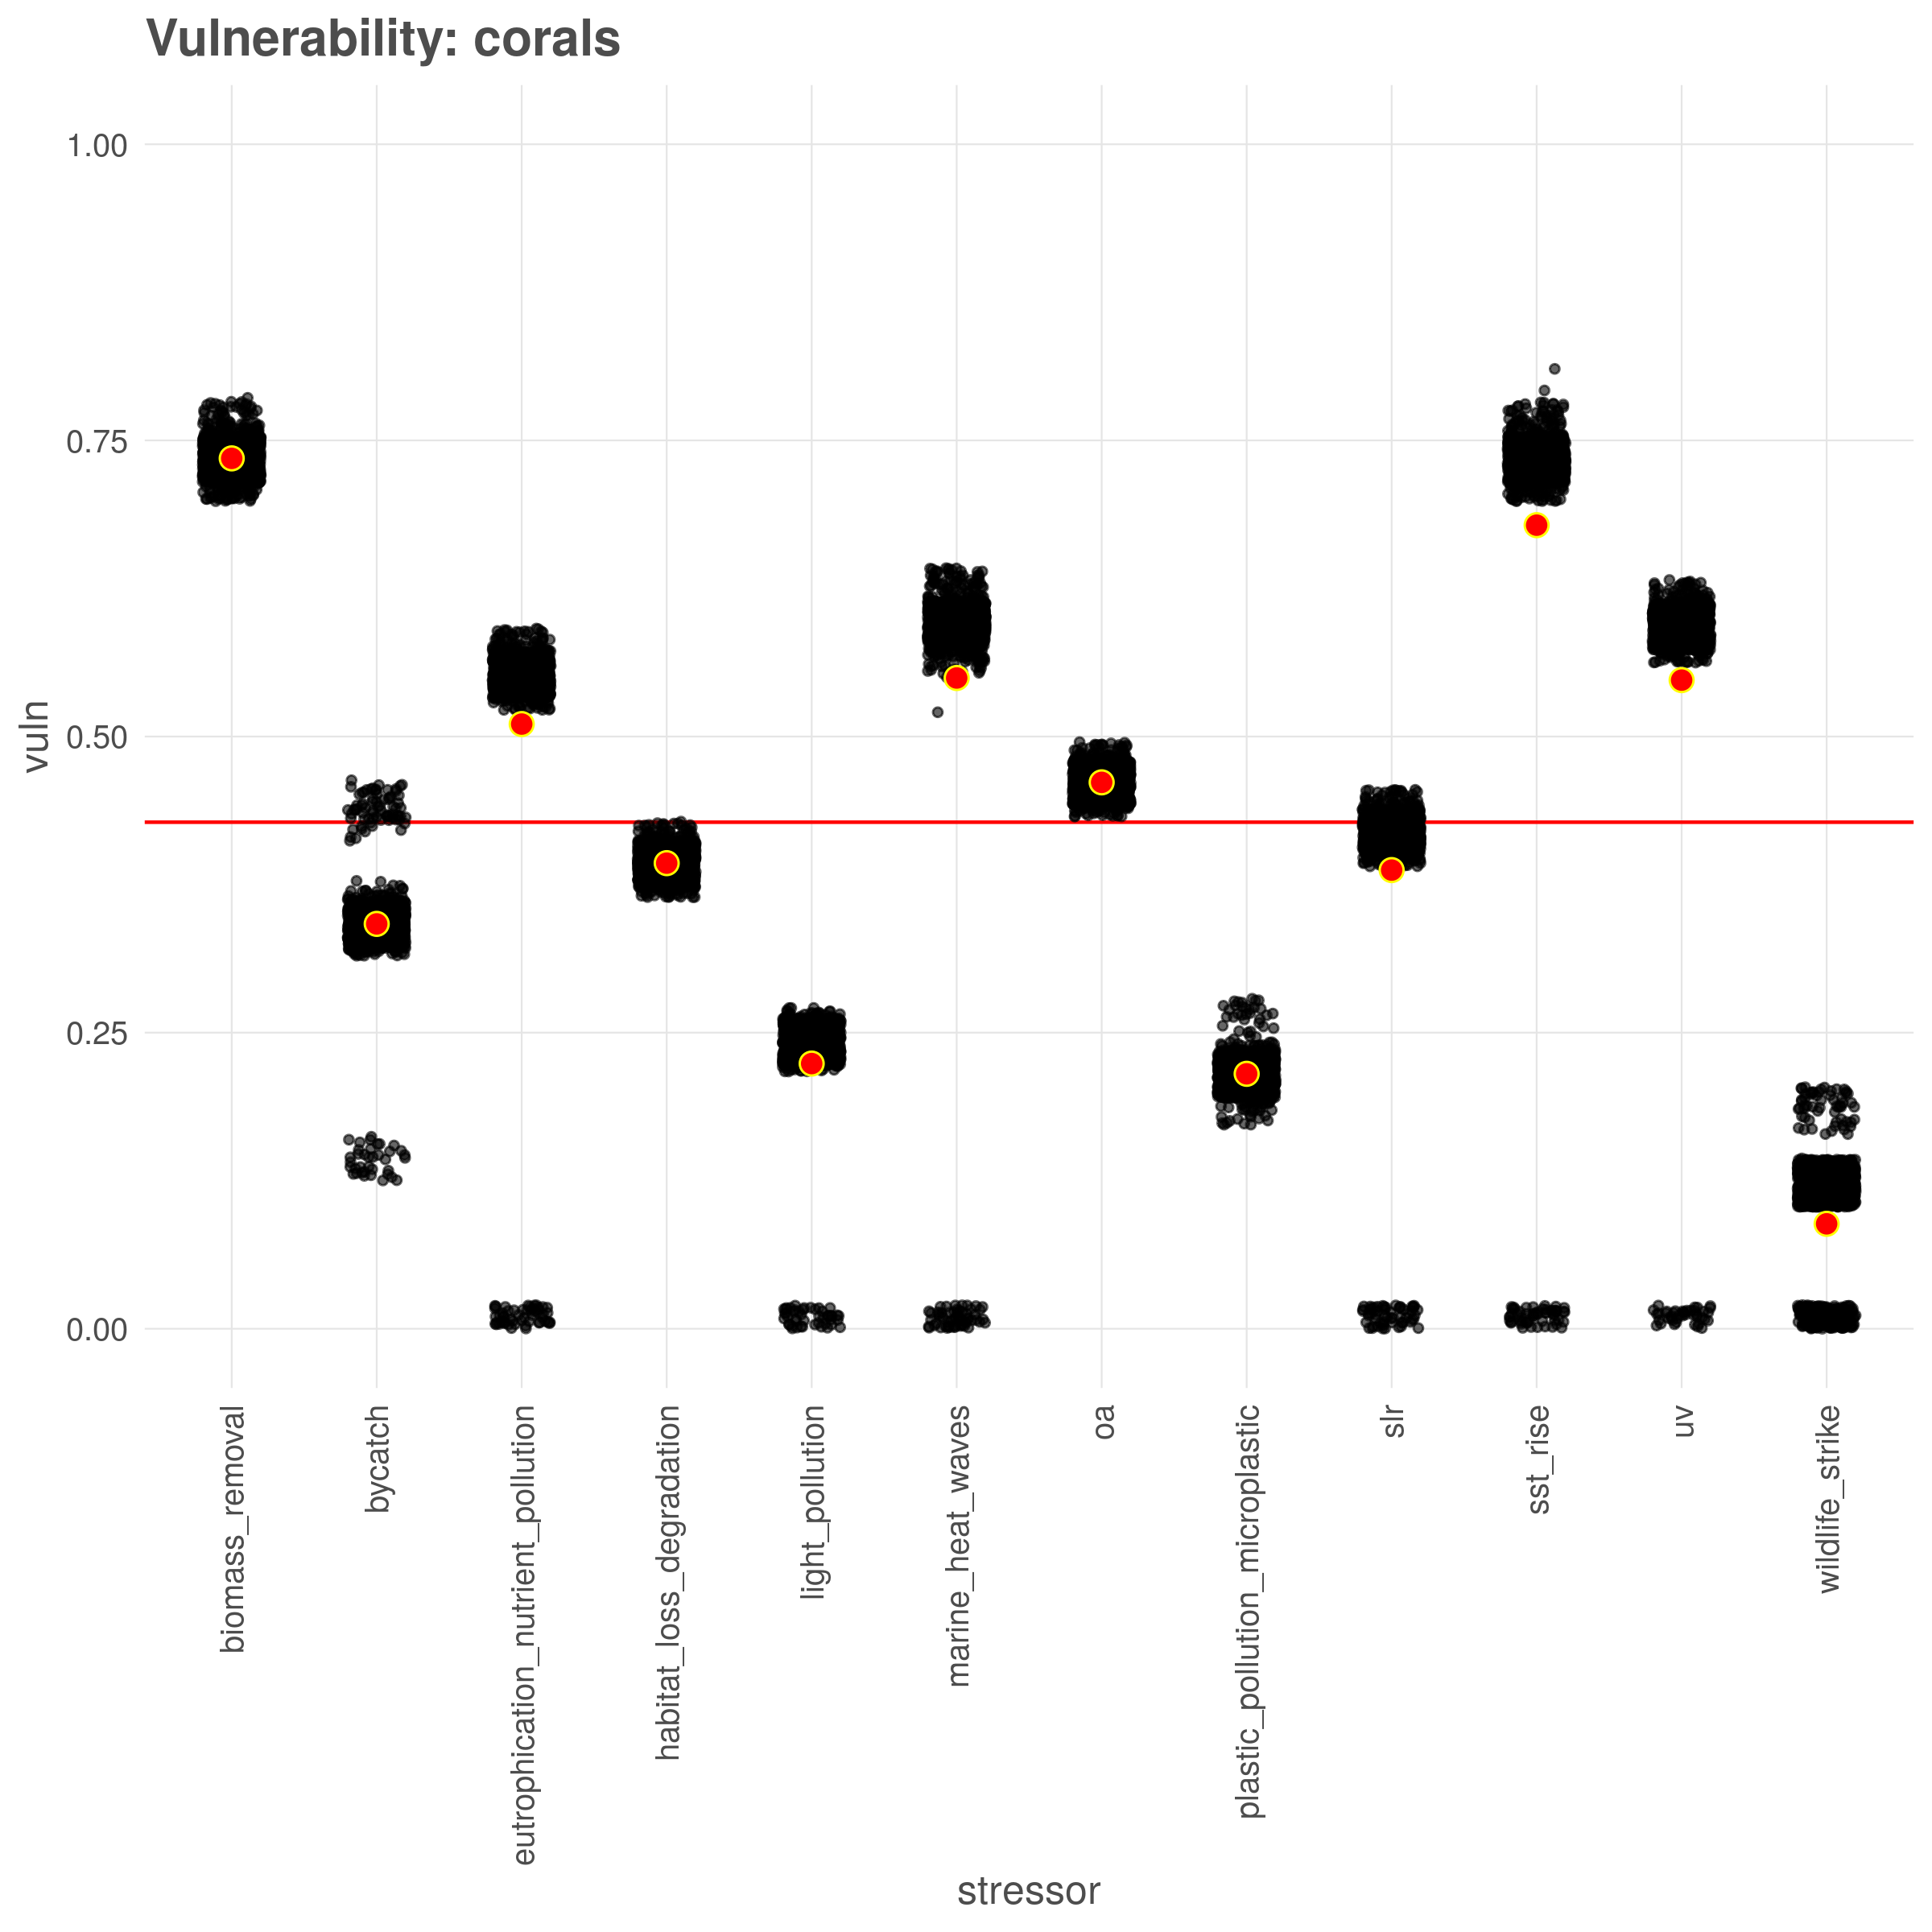 Vulnerability: corals
vuln
1.00
0.75
0.50
0.25
0.00
biomass_removal
bycatch
eutrophication_nutrient_pollution
habitat_loss_degradation
light_pollution
marine_heat_waves
oa
plastic_pollution_microplastic
slr
sst_rise
uv
wildlife_strike
stressor